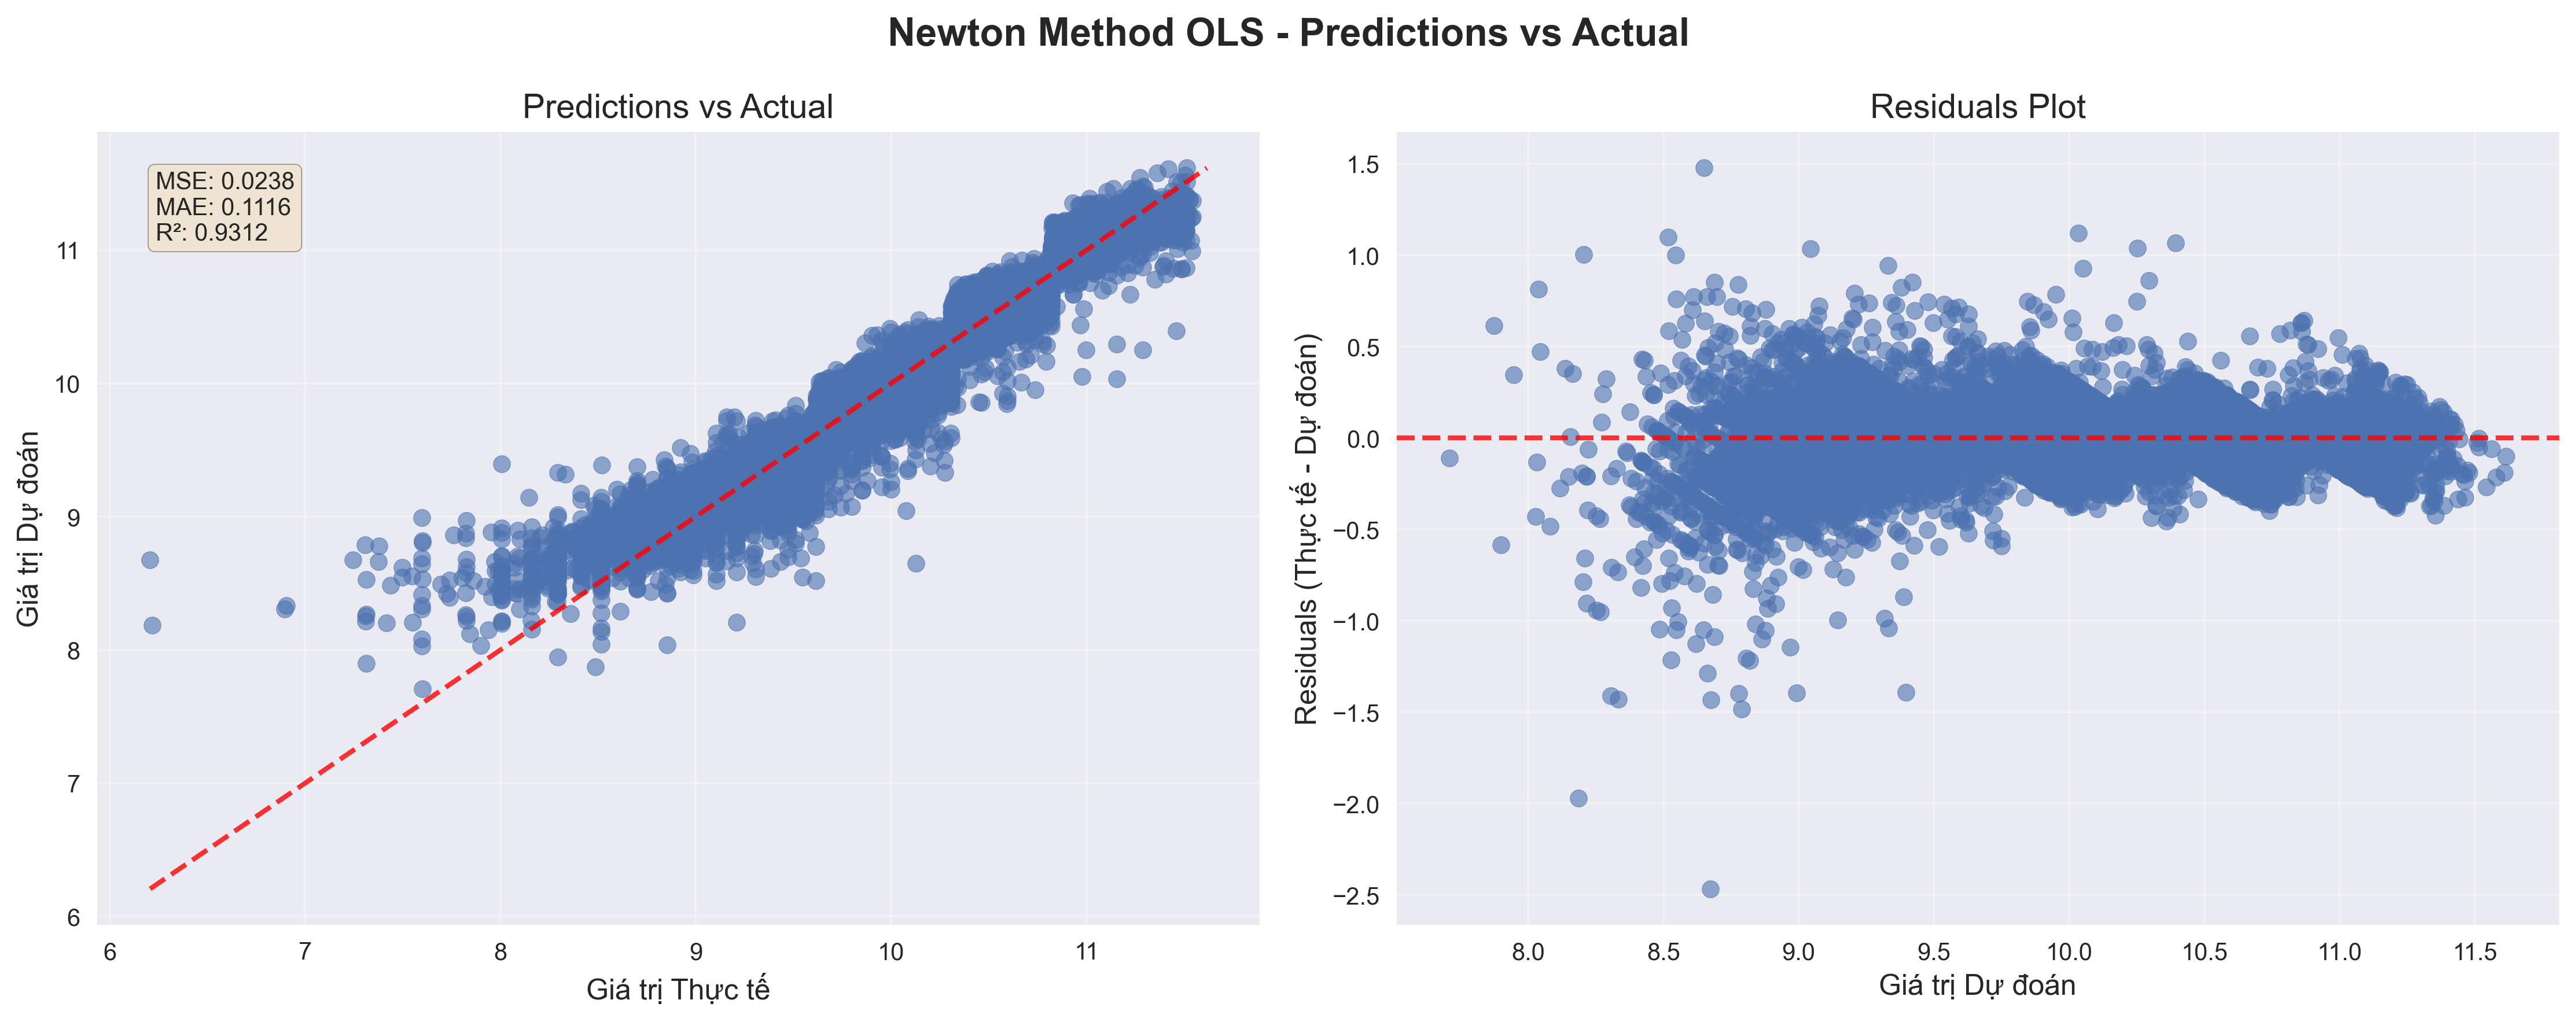 Newton Method OLS - Predictions vs Actual
Predictions vs Actual
MSE: 0.0238
MAE: 0.1116
R²: 0.9312
Giá trị Dự đoán
11
10
9
8
7
6
6 7 8 9 10 11
Giá trị Thực tế
Residuals Plot
Residuals (Thực tế - Dự đoán)
1.5
1.0
0.5
0.0
−0.5
−1.0
−1.5
−2.0
−2.5
8.0 8.5 9.0 9.5 10.0 10.5 11.0 11.5
Giá trị Dự đoán